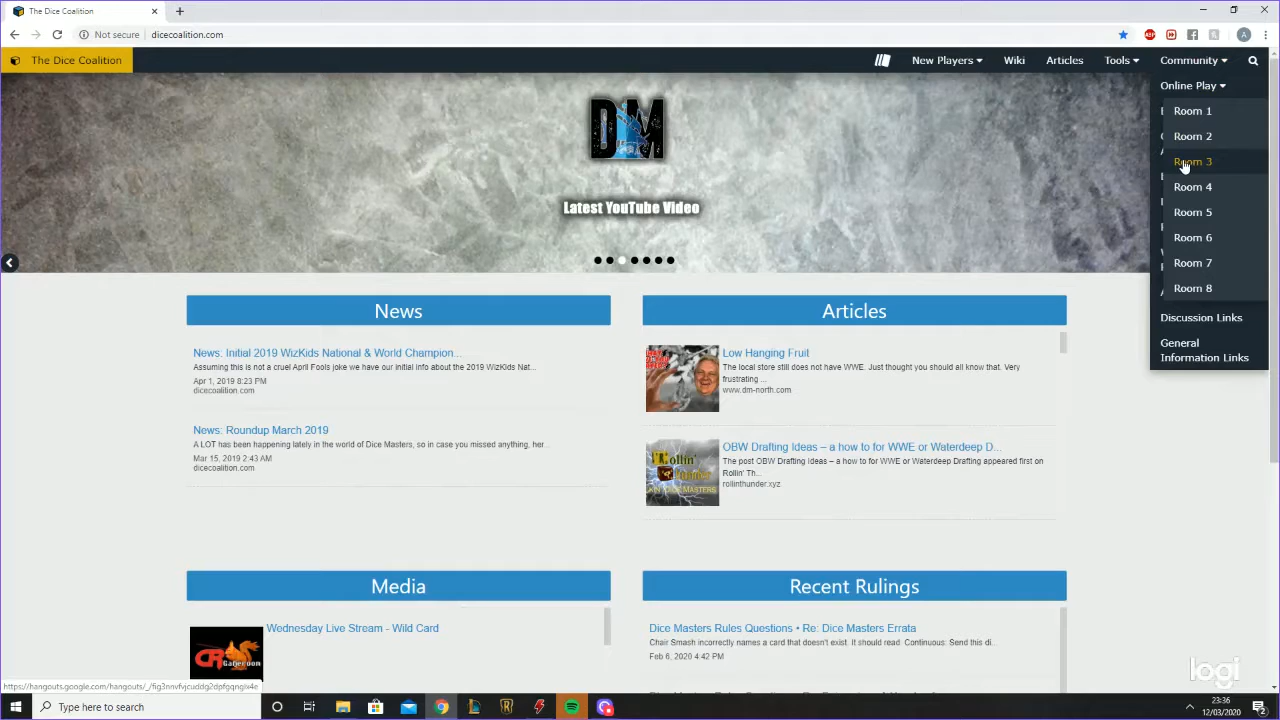 The Dice Coalition
Not secure
dicecoalition.com
ABP
A
The Dice Coalition
New Players
Wiki
Articles
Tools
Community
Online Play
Room 1
Room 2
Room 3
Room 4
Room 5
Room 6
Room 7
Room 8
Discussion Links
General
Information Links
DM
Latest YouTube Video
News
News: Initial 2019 WizKids National & World Champion...
Assuming this is not a cruel April Fools joke we have our initial info about the 2019 WizKids Nat...
Apr 1, 2019 8:23 PM
dicecoalition.com
News: Roundup March 2019
A LOT has been happening lately in the world of Dice Masters, so in case you missed anything, her...
Mar 15, 2019 2:43 AM
dicecoalition.com
Articles
Low Hanging Fruit
The local store still does not have WWE. Just thought you should all know that. Very
frustrating ...
www.dm-north.com
OBW Drafting Ideas – a how to for WWE or Waterdeep D...
The post OBW Drafting Ideas – a how to for WWE or Waterdeep Drafting appeared first on
Rollin' Th...
rollinthunder.xyz
Media
Wednesday Live Stream - Wild Card
CR
Gameroom
Recent Rulings
Dice Masters Rules Questions • Re: Dice Masters Errata
Chair Smash incorrectly names a card that doesn't exist. It should read. Continuous: Send this di...
Feb 6, 2020 4:42 PM
logi
Type here to search
23:36
12/03/2020
2